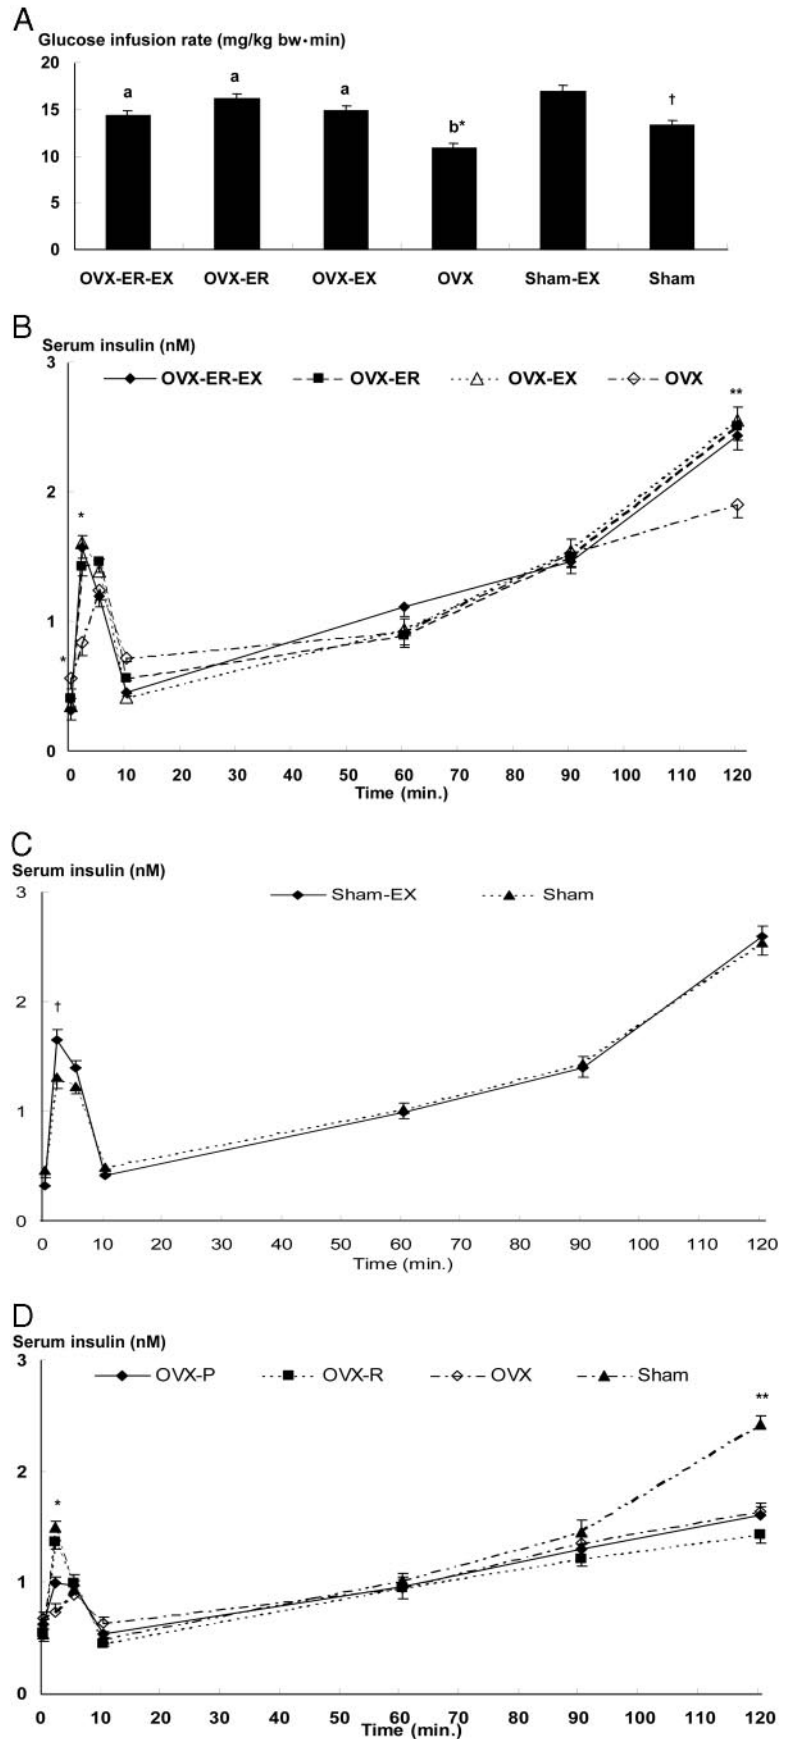 A
Glucose infusion rate (mg/kg bw·min)
20
15
10
5
0
a
a
a
b*
†
OVX-ER-EX OVX-ER OVX-EX OVX Sham-EX Sham
B
Serum insulin (nM)
3
2
1
0
OVX-ER-EX OVX-ER OVX-EX OVX
*
*
**
0 10 20 30 40 50 60 70 80 90 100 110 120
Time (min.)
C
Serum insulin (nM)
3
2
1
0
Sham-EX Sham
†
0 10 20 30 40 50 60 70 80 90 100 110 120
Time (min.)
D
Serum insulin (nM)
3
2
1
0
OVX-P OVX-R OVX Sham
*
**
0 10 20 30 40 50 60 70 80 90 100 110 120
Time (min.)